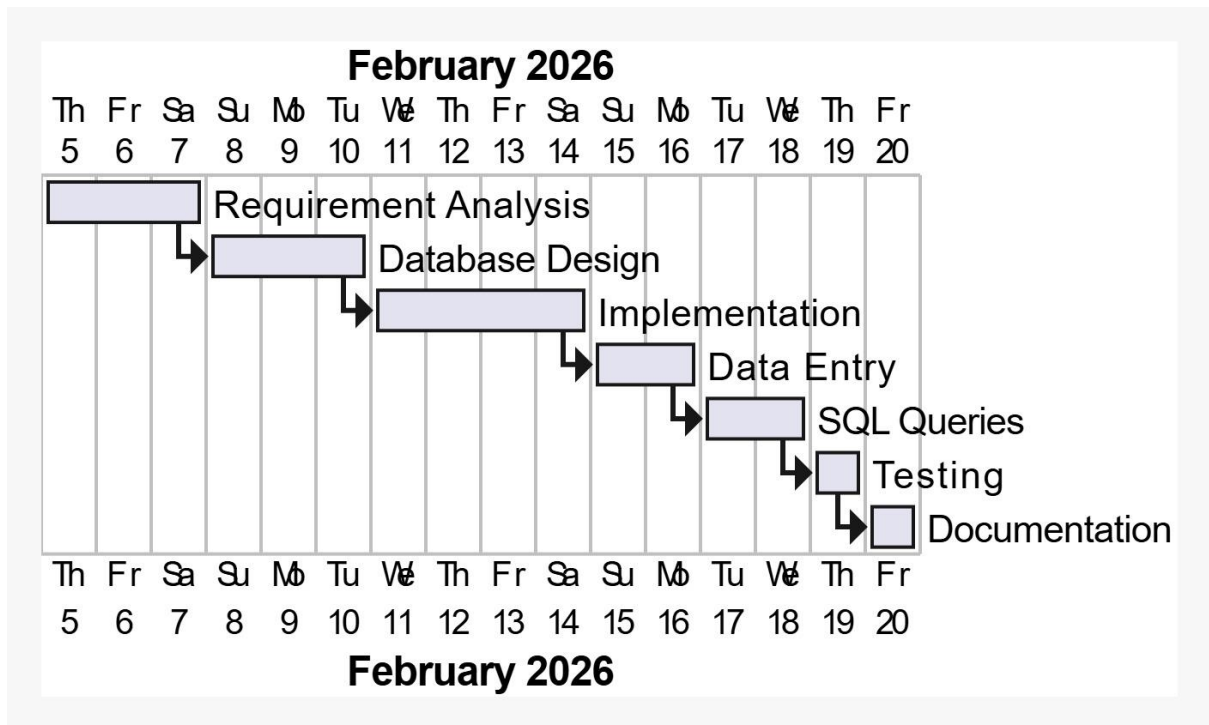 February 2026
Th Fr Sa Su Mo Tu We Th Fr Sa Su Mo Tu We Th Fr
5 6 7 8 9 10 11 12 13 14 15 16 17 18 19 20
Requirement Analysis
Database Design
Implementation
Data Entry
SQL Queries
Testing
Documentation
Th Fr Sa Su Mo Tu We Th Fr Sa Su Mo Tu We Th Fr
5 6 7 8 9 10 11 12 13 14 15 16 17 18 19 20
February 2026